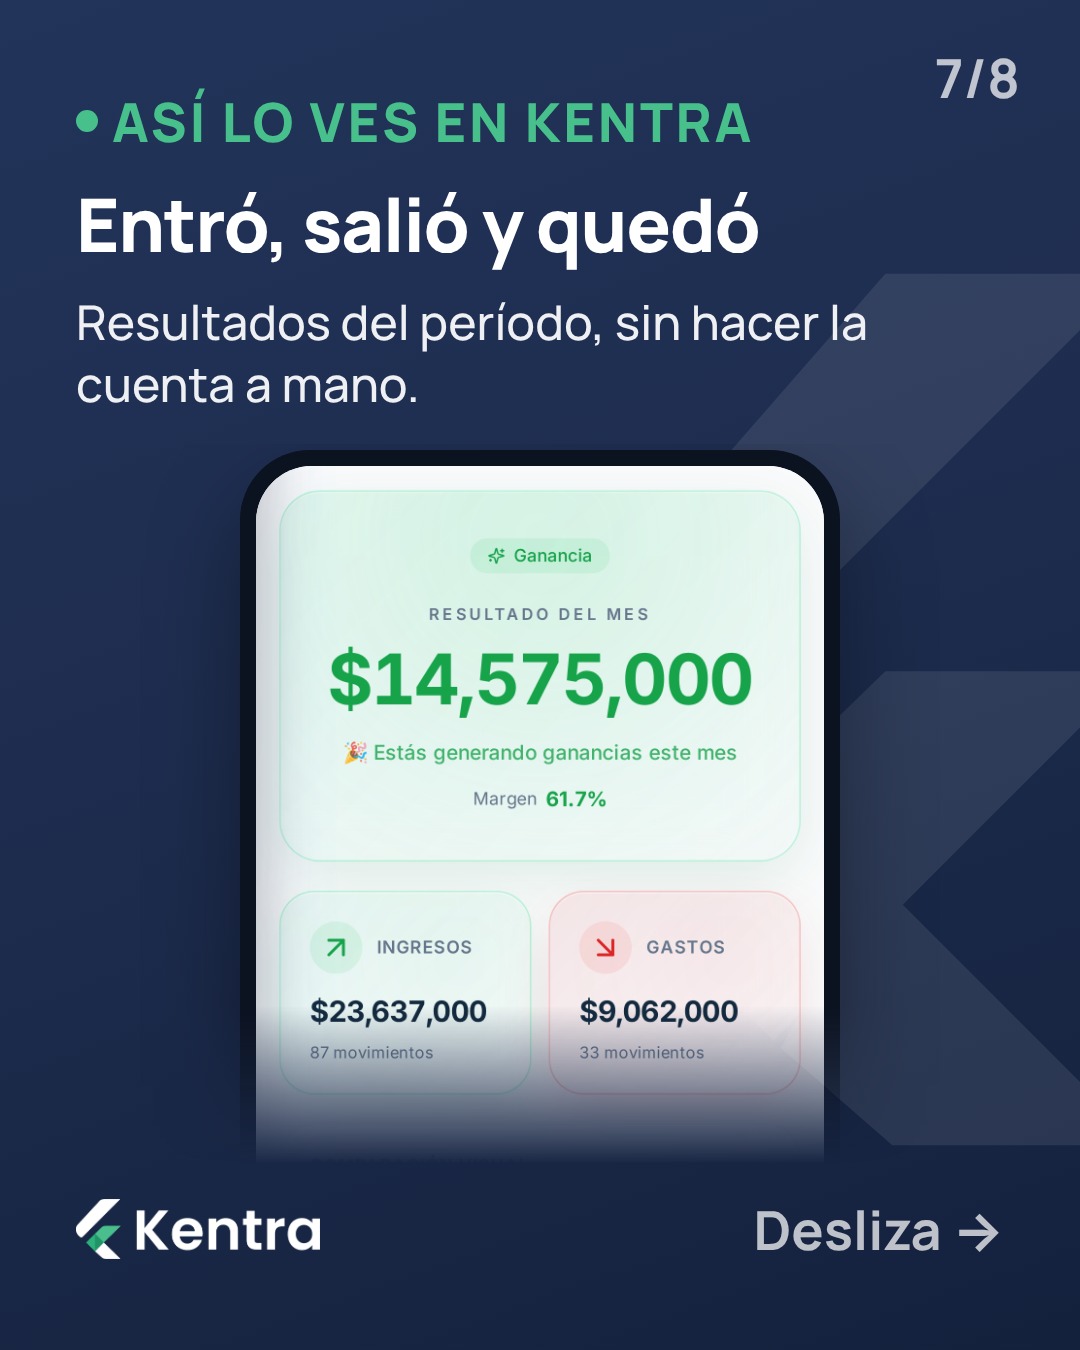 7/8
ASÍ LO VES EN KENTRA
Entró, salió y quedó
Resultados del período, sin hacer la
cuenta a mano.
Ganancia
RESULTADO DEL MES
$14,575,000
🎉 Estás generando ganancias este mes
Margen 61.7%
INGRESOS
$23,637,000
87 movimientos
GASTOS
$9,062,000
33 movimientos
Kentra
Desliza →